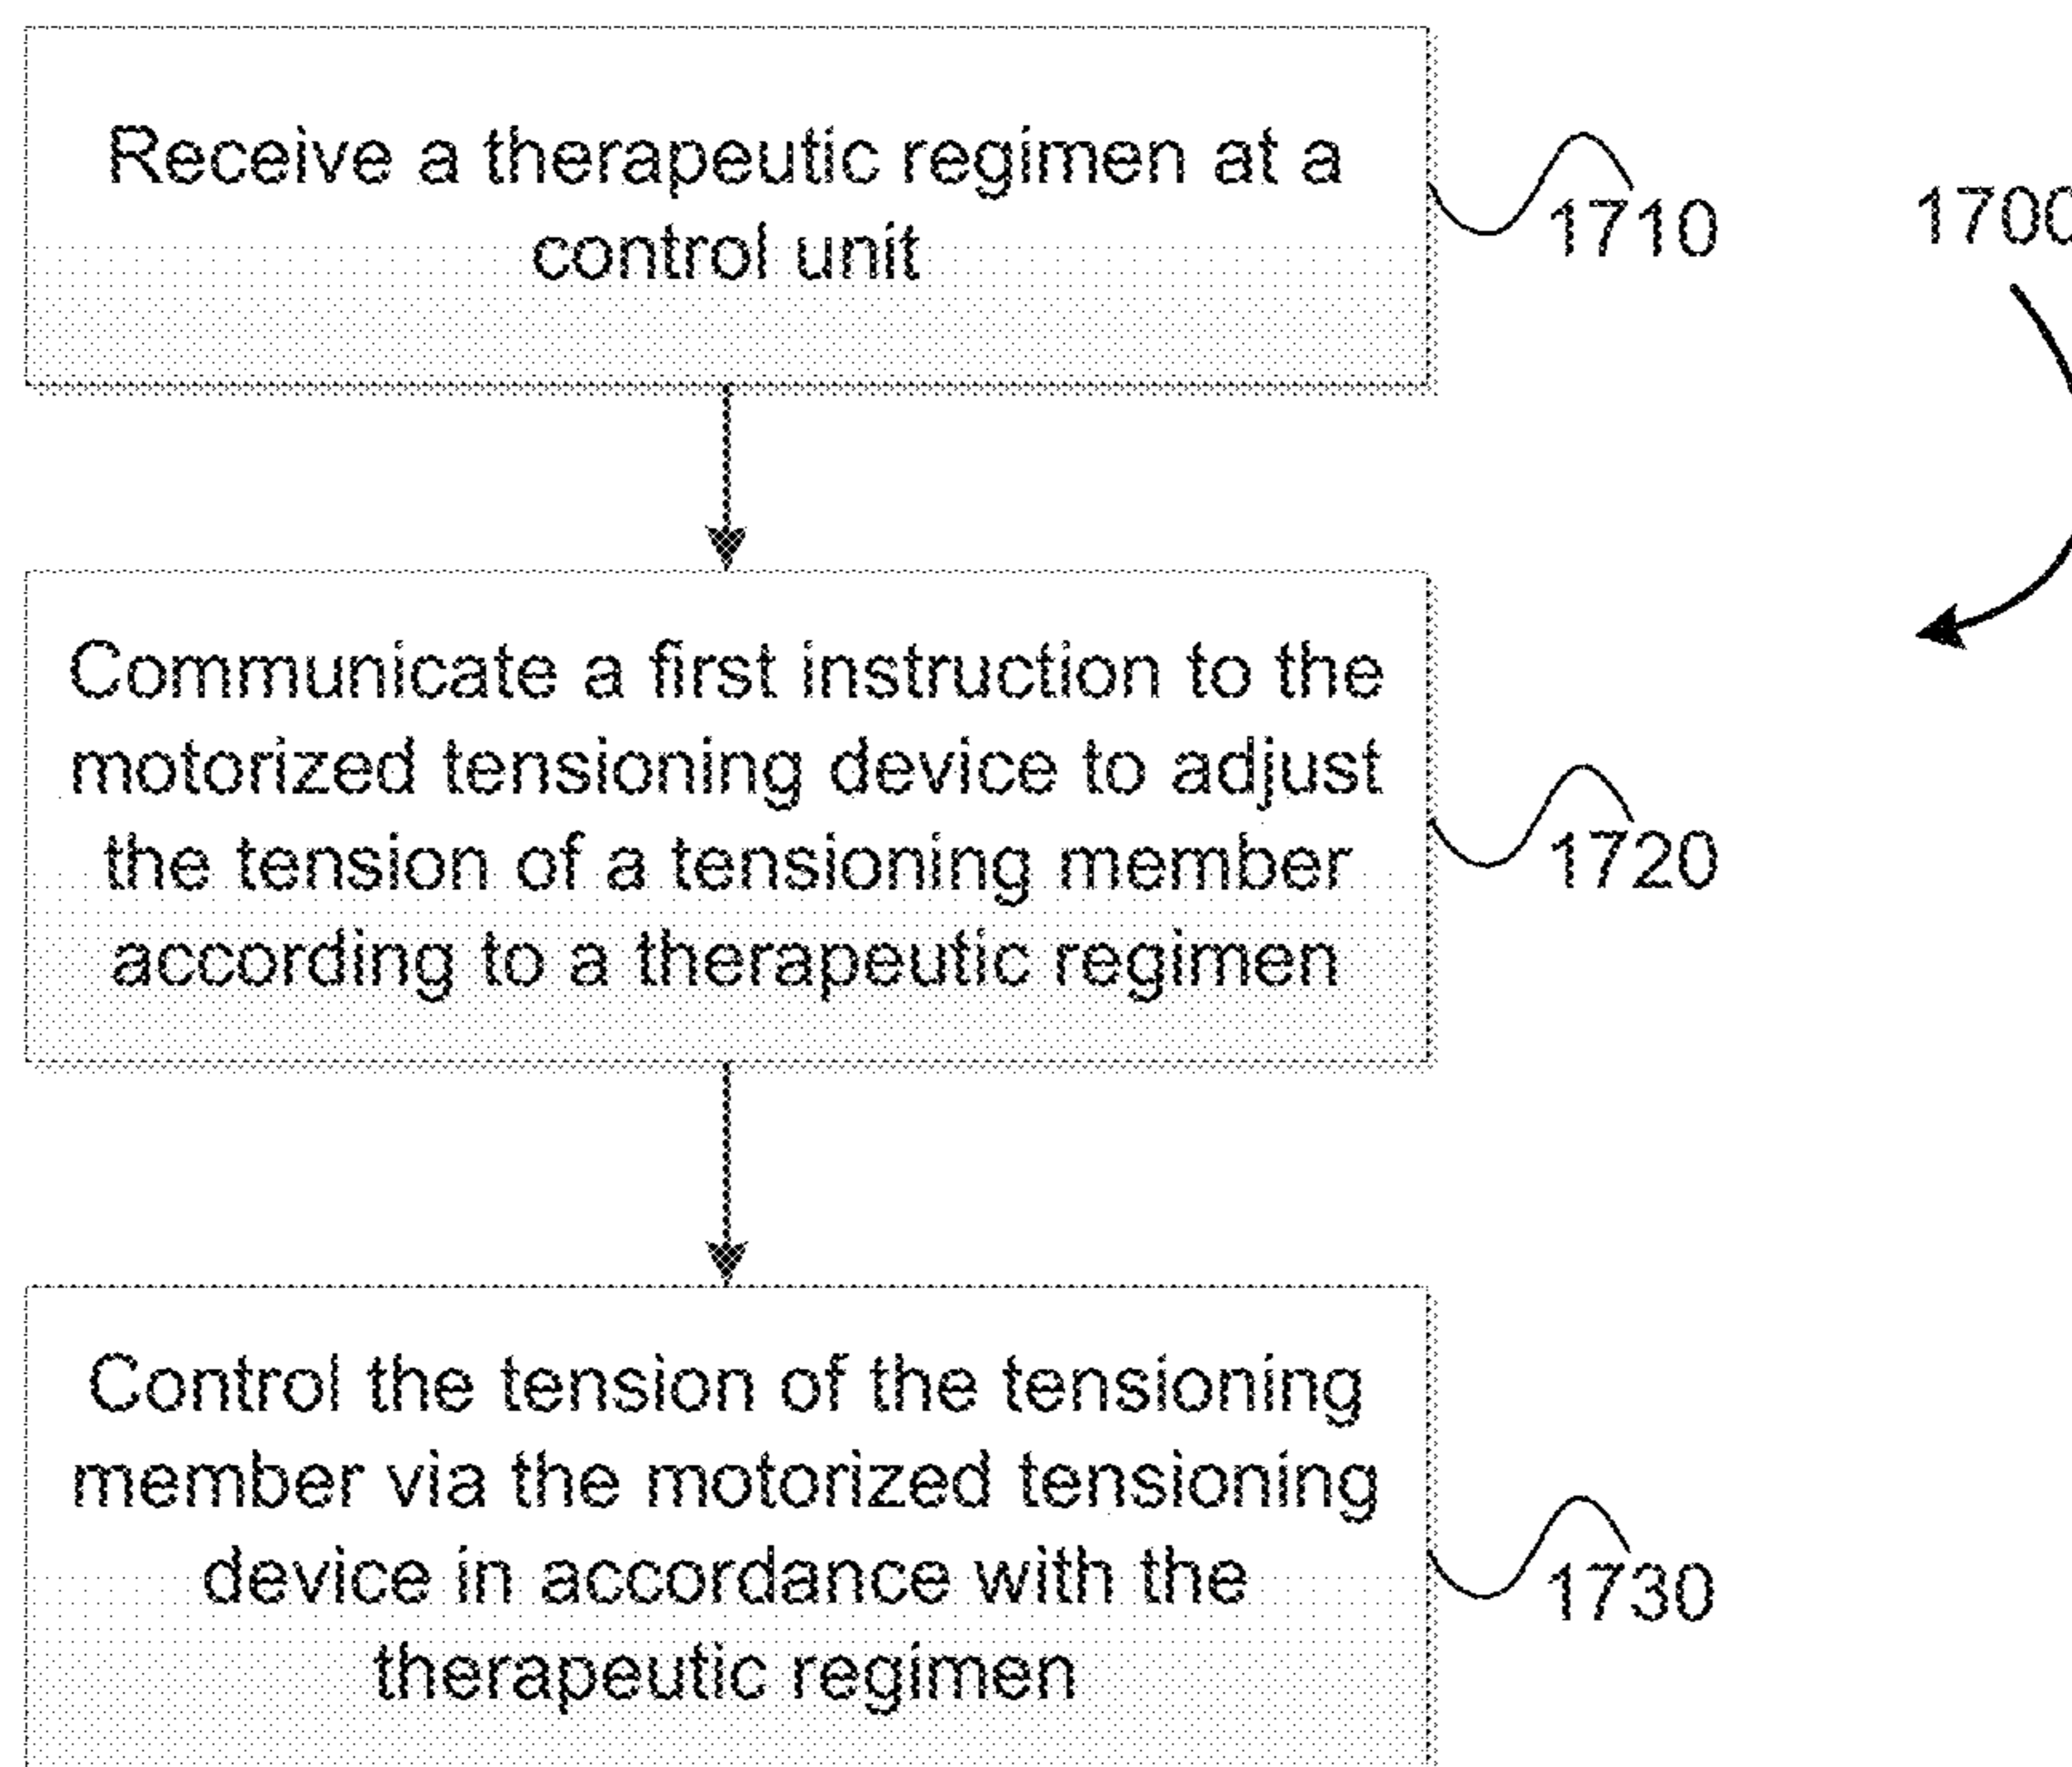 Receive a therapeutic regimen at a
control unit
1710
1700
Communicate a first instruction to the
motorized tensioning device to adjust
the tension of a tensioning member
according to a therapeutic regimen
1720
Control the tension of the tensioning
member via the motorized tensioning
device in accordance with the
therapeutic regimen
1730